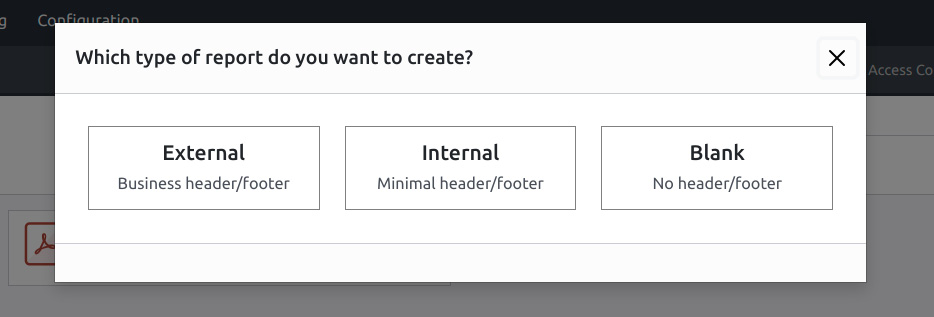 Configuration
Which type of report do you want to create?
Access Co
External
Business header/footer
Internal
Minimal header/footer
Blank
No header/footer